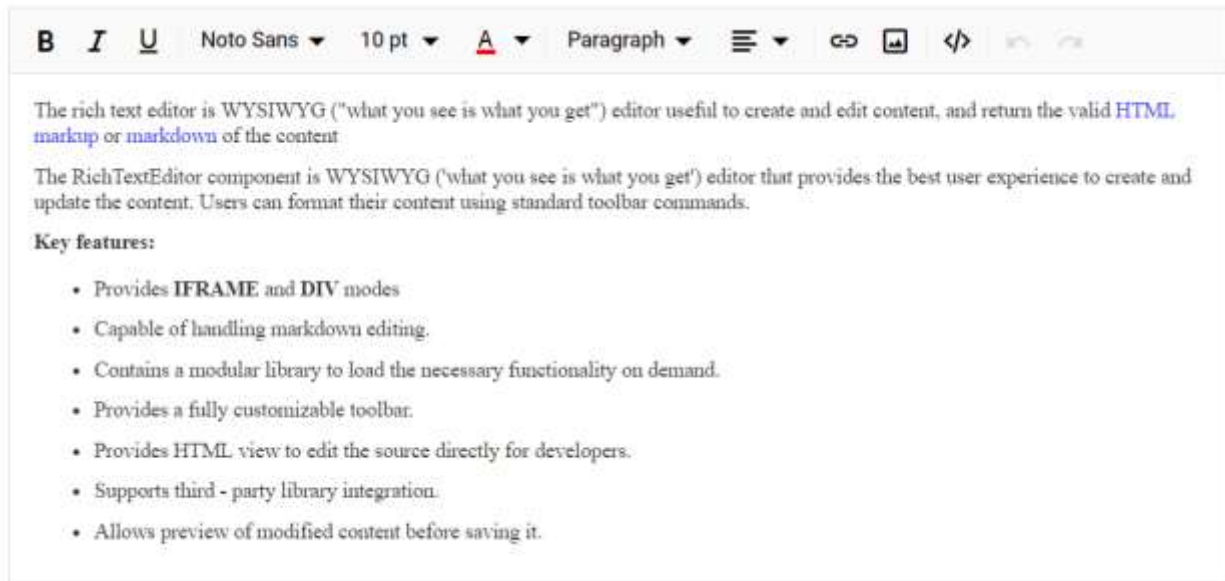 B I U Noto Sans 10 pt A Paragraph </>
The rich text editor is WYSIWYG ("what you see is what you get") editor useful to create and edit content, and return the valid HTML
markup or markdown of the content
The RichTextEditor component is WYSIWYG ('what you see is what you get') editor that provides the best user experience to create and
update the content. Users can format their content using standard toolbar commands.
Key features:
• Provides IFRAME and DIV modes
• Capable of handling markdown editing.
• Contains a modular library to load the necessary functionality on demand.
• Provides a fully customizable toolbar.
• Provides HTML view to edit the source directly for developers.
• Supports third - party library integration.
• Allows preview of modified content before saving it.